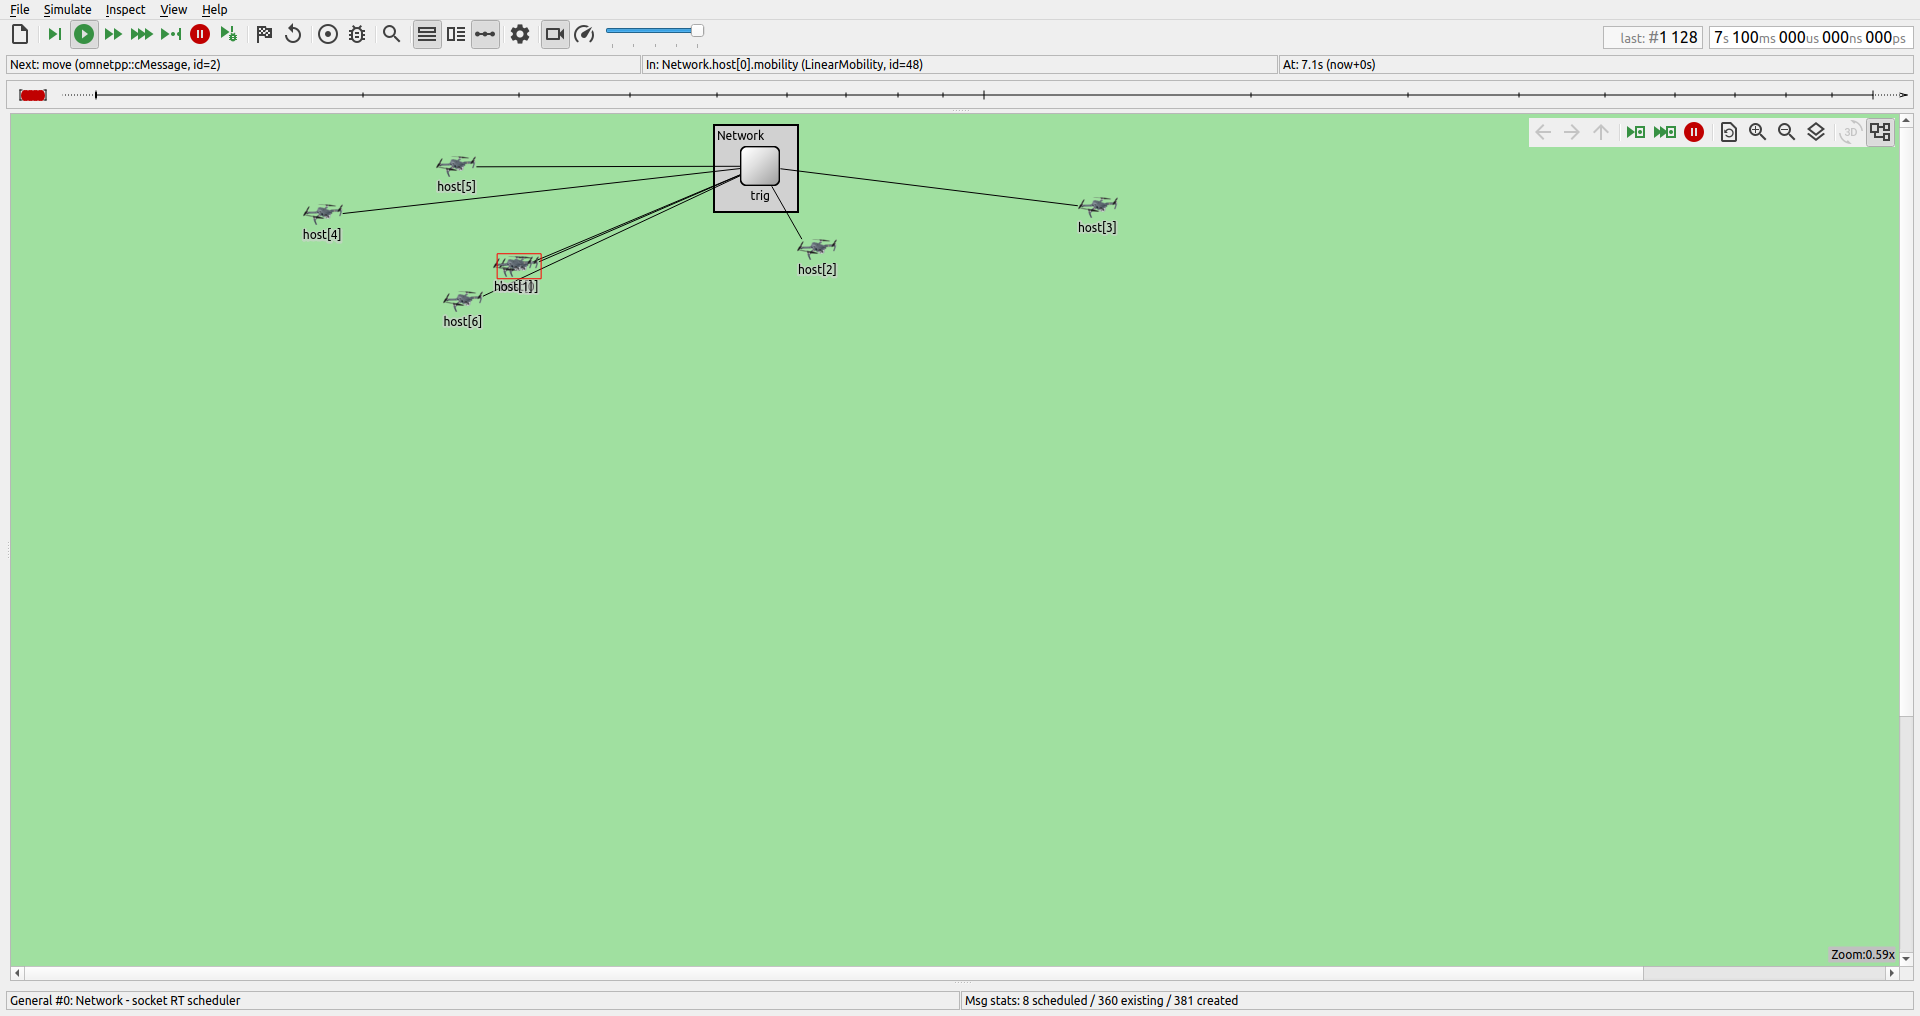 File Simulate Inspect View Help
last: #1 128 7s 100ms 000us 000ns 000ps
Next: move (omnetpp::cMessage, id=2) In: Network.host[0].mobility (LinearMobility, id=48) At: 7.1s (now+0s)
Network
3D
trig
host[5]
host[4]
host[3]
host[2]
host[1]
host[6]
Zoom:0.59x
General #0: Network - socket RT scheduler Msg stats: 8 scheduled / 360 existing / 381 created